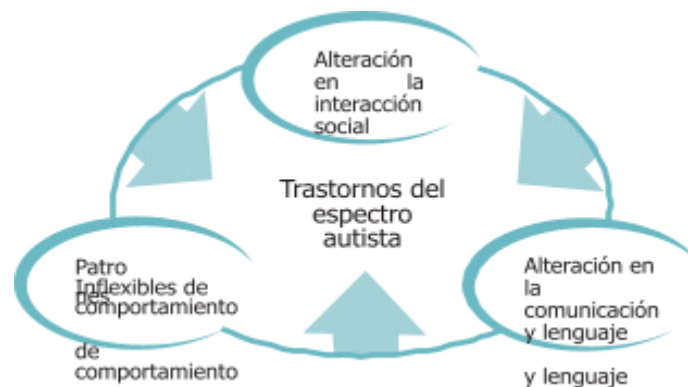 Alteración
en la
interacción
social
Trastornos del
espectro
autista
Patro
Inflexibles de
nes
comportamiento
de
comportamiento
Alteración en
la
comunicación
y lenguaje
y lenguaje